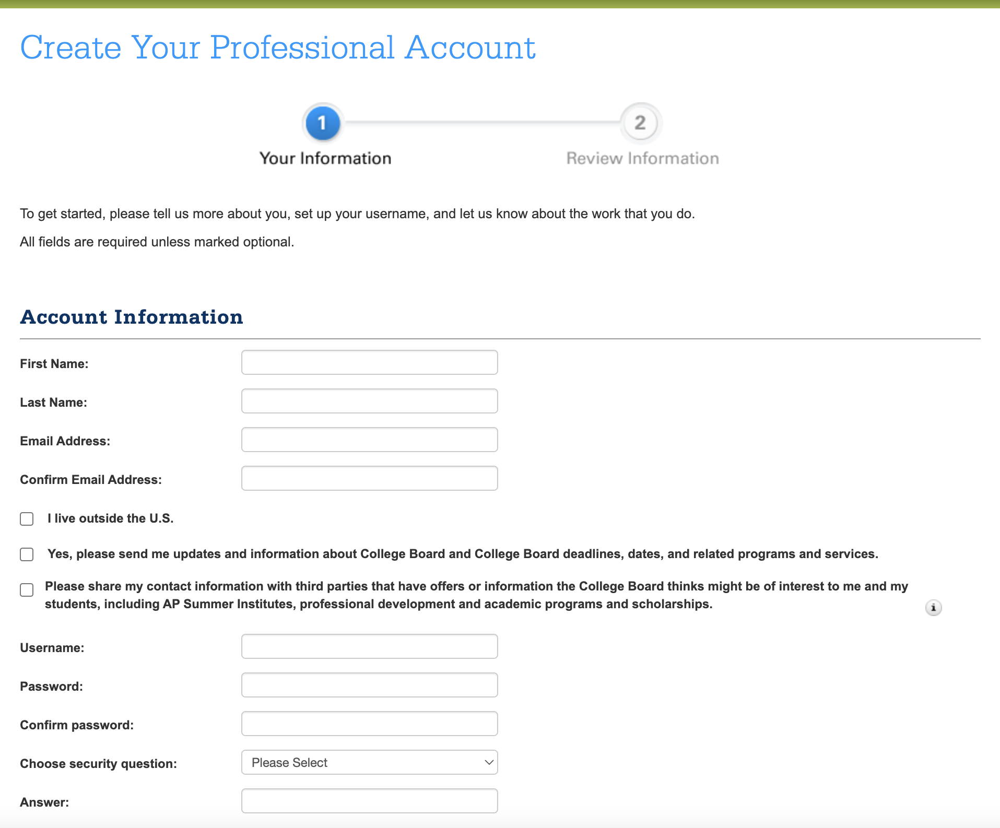 Create Your Professional Account
1
2
Your Information
Review Information
To get started, please tell us more about you, set up your username, and let us know about the work that you do.
All fields are required unless marked optional.
Account Information
First Name:
Last Name:
Email Address:
Confirm Email Address:
I live outside the U.S.
Yes, please send me updates and information about College Board and College Board deadlines, dates, and related programs and services.
Please share my contact information with third parties that have offers or information the College Board thinks might be of interest to me and my
students, including AP Summer Institutes, professional development and academic programs and scholarships.
i
Username:
Password:
Confirm password:
Choose security question:
Please Select
Answer: